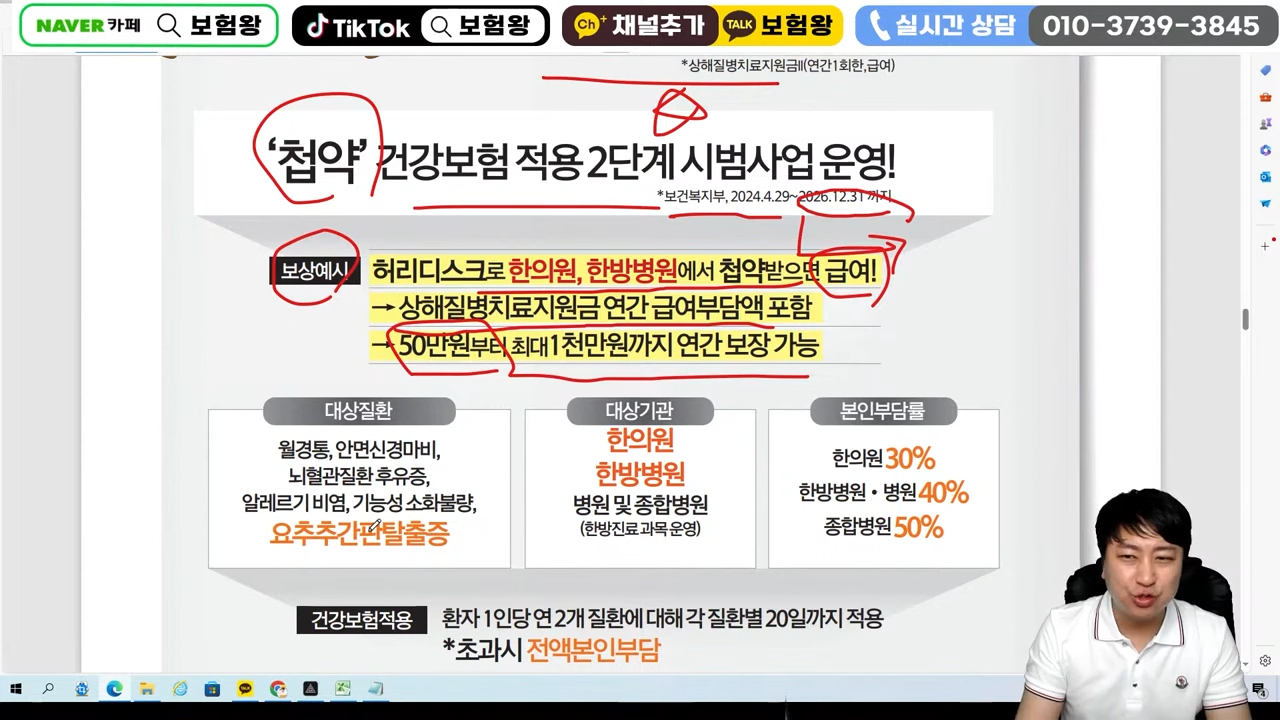 NAVER 카페 보험왕
TikTok 보험왕
Ch+ 채널추가 TALK 보험왕
실시간 상담 010-3739-3845
*상해질병치료지원금II(연간1회한,급여)
'첩약' 건강보험 적용 2단계 시범사업 운영!
*보건복지부, 2024.4.29~2026.12.31까지
보상예시
허리디스크로 한의원, 한방병원에서 첩약받으면 급여!
→ 상해질병치료지원금 연간 급여부담액 포함
→ 50만원부터 최대1천만원까지 연간 보장 가능
대상질환
월경통, 안면신경마비,
뇌혈관질환 후유증,
알레르기 비염, 기능성 소화불량,
요추추간판탈출증
대상기관
한의원
한방병원
병원 및 종합병원
(한방진료 과목 운영)
본인부담률
한의원 30%
한방병원・병원 40%
종합병원 50%
건강보험적용
환자 1인당 연 2개 질환에 대해 각 질환별 20일까지 적용
*초과시 전액본인부담